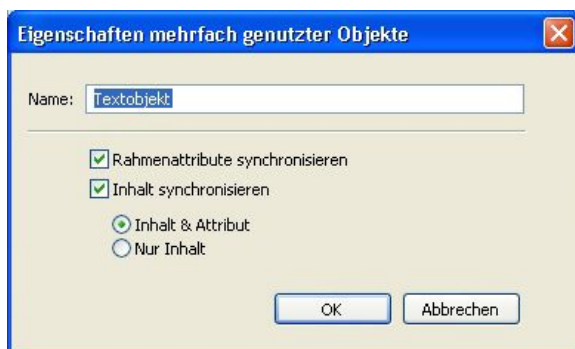 Eigenschaften mehrfach genutzter Objekte
Name: Textobjekt
Rahmenattribute synchronisieren
Inhalt synchronisieren
Inhalt & Attribut
Nur Inhalt
OK Abbrechen